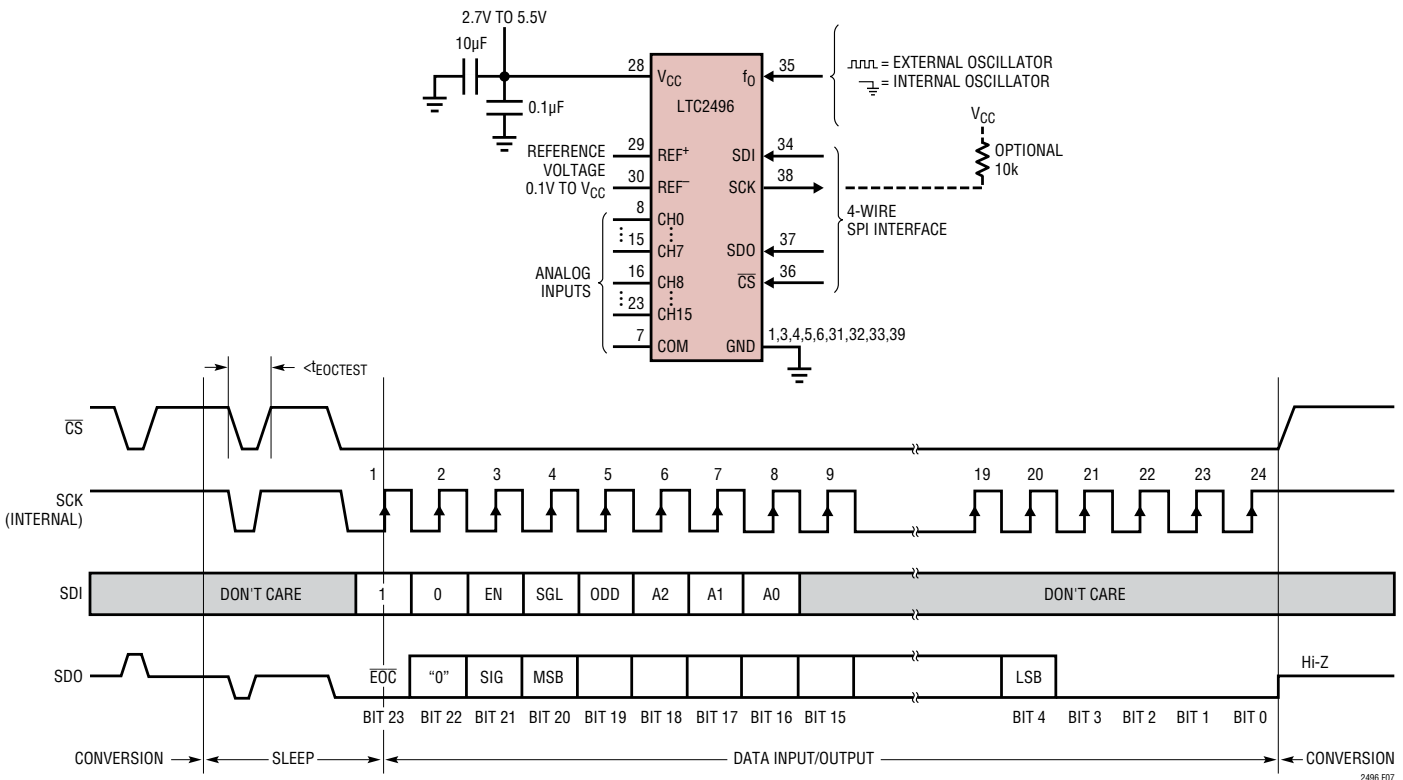 2.7V TO 5.5V
10µF
0.1µF
28
VCC
fO
35
= EXTERNAL OSCILLATOR
= INTERNAL OSCILLATOR
LTC2496
VCC
OPTIONAL
10k
REFERENCE
VOLTAGE
0.1V TO VCC
29
REF+
30
REF–
SDI
34
SCK
38
4-WIRE
SPI INTERFACE
SDO
37
CS
36
ANALOG
INPUTS
8
CH0
15
CH7
16
CH8
23
CH15
7
COM
GND
1,3,4,5,6,31,32,33,39
<tEOCTEST
CS
SCK
(INTERNAL)
1 2 3 4 5 6 7 8 9 19 20 21 22 23 24
SDI DON'T CARE 1 0 EN SGL ODD A2 A1 A0 DON'T CARE
SDO EOC “0” SIG MSB LSB Hi-Z
BIT 23 BIT 22 BIT 21 BIT 20 BIT 19 BIT 18 BIT 17 BIT 16 BIT 15 BIT 4 BIT 3 BIT 2 BIT 1 BIT 0
CONVERSION SLEEP DATA INPUT/OUTPUT CONVERSION
2496 F07